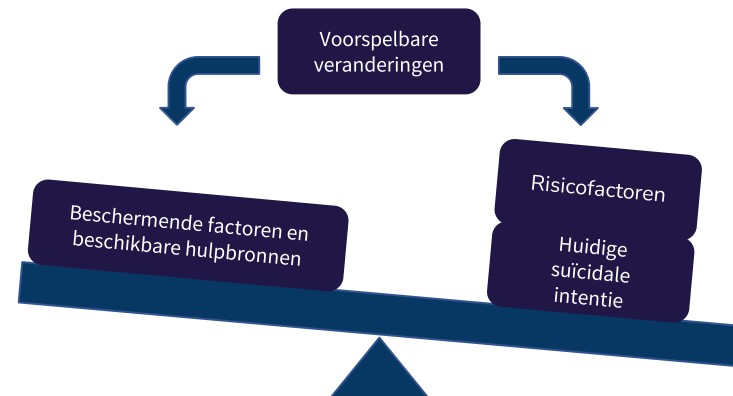 Voorspelbare
veranderingen
Beschermende factoren en
beschikbare hulpbronnen
Risicofactoren
Huidige
suïcidale
intentie